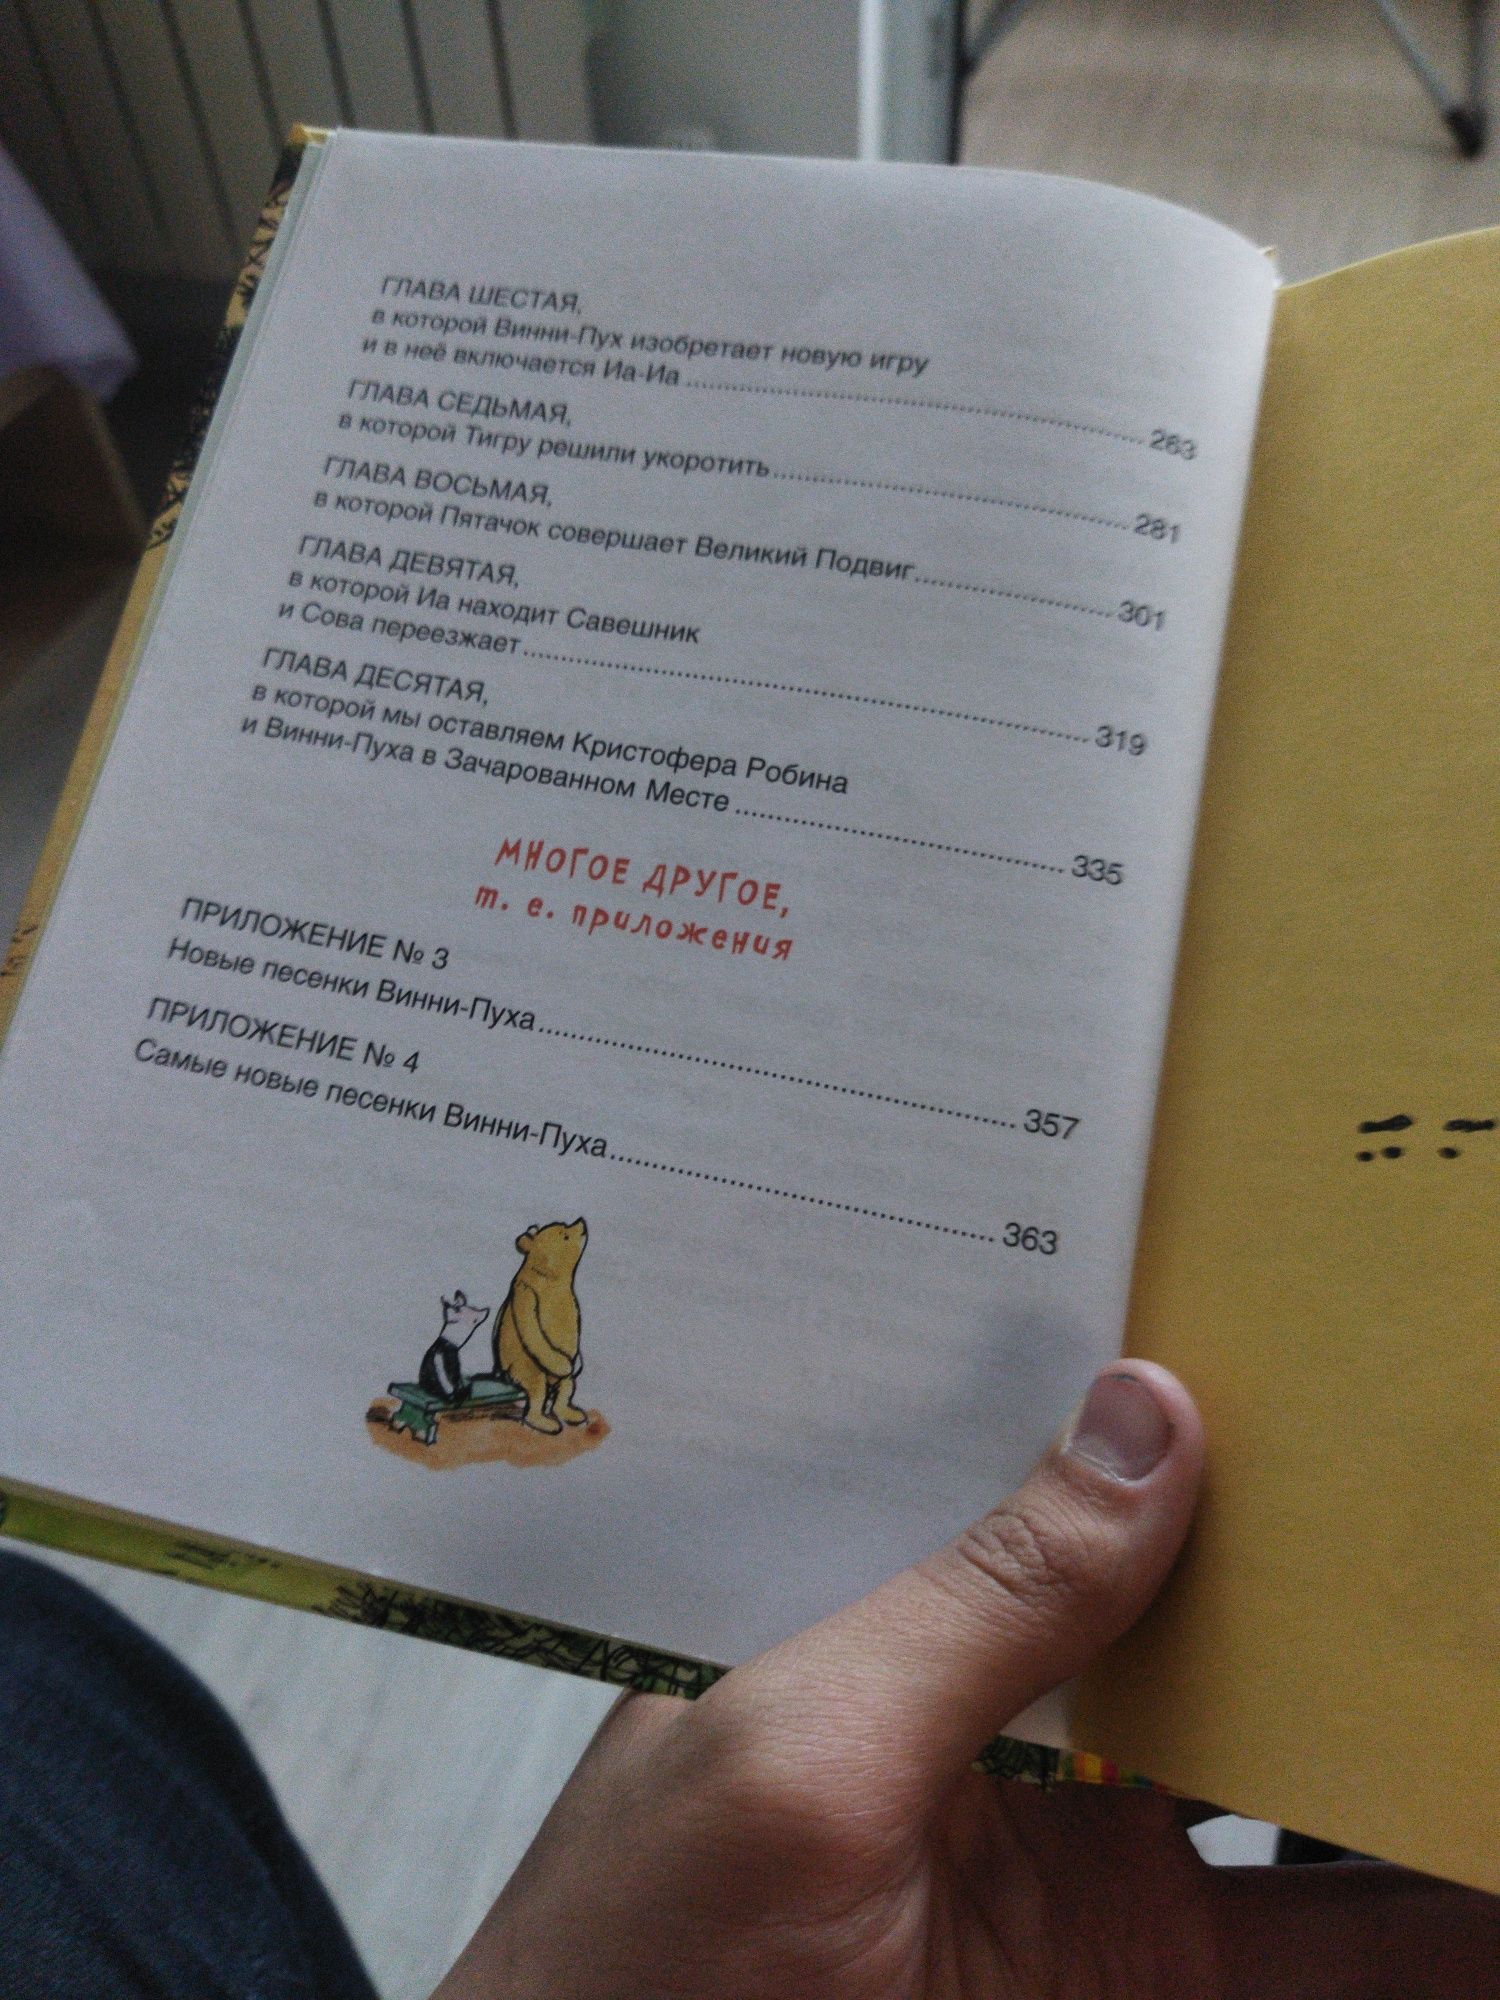 ГЛАВА ШЕСТАЯ,
в которой Винни-Пух изобретает новую игру
и в неё включается Иа-Иа ........ 263
ГЛАВА СЕДЬМАЯ,
в которой Тигру решили укоротить ........ 281
ГЛАВА ВОСЬМАЯ,
в которой Пятачок совершает Великий Подвиг ........ 301
ГЛАВА ДЕВЯТАЯ,
в которой Иа находит Савешник
и Сова переезжает ........ 319
ГЛАВА ДЕСЯТАЯ,
в которой мы оставляем Кристофера Робина
и Винни-Пуха в Зачарованном Месте ........ 335
МНОГОЕ ДРУГОЕ,
т. е. приложения
ПРИЛОЖЕНИЕ № 3
Новые песенки Винни-Пуха ........ 357
ПРИЛОЖЕНИЕ № 4
Самые новые песенки Винни-Пуха ........ 363